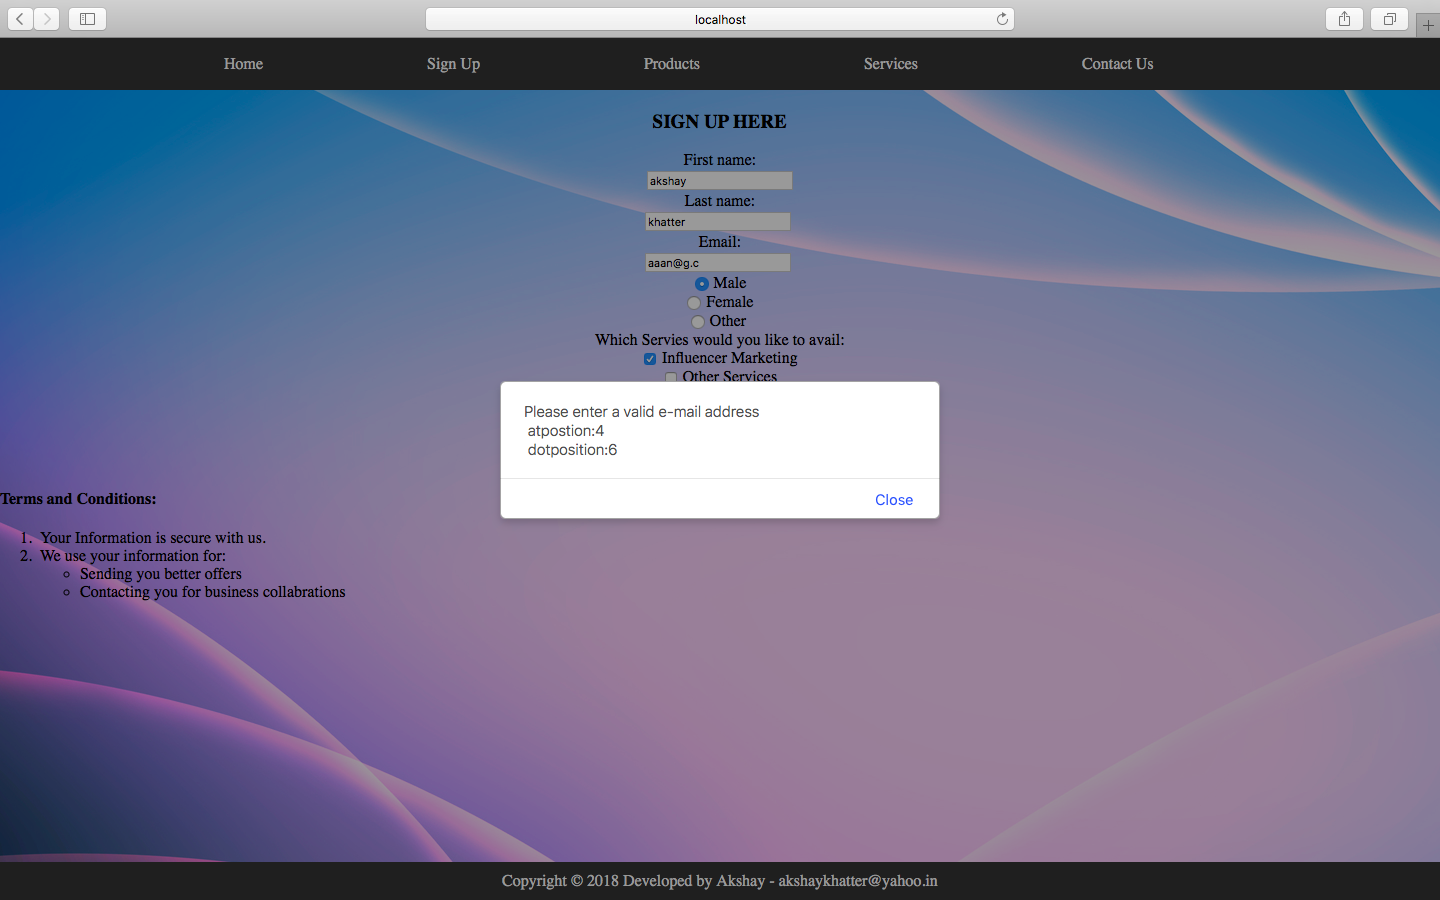 localhost
Home Sign Up Products Services Contact Us
SIGN UP HERE
First name:
akshay
Last name:
khatter
Email:
aaan@g.c
Male
Female
Other
Which Servies would you like to avail:
Influencer Marketing
Other Services
Please enter a valid e-mail address
atpostion:4
dotposition:6
Close
Terms and Conditions:
1. Your Information is secure with us.
2. We use your information for:
Sending you better offers
Contacting you for business collabrations
Copyright © 2018 Developed by Akshay - akshaykhatter@yahoo.in